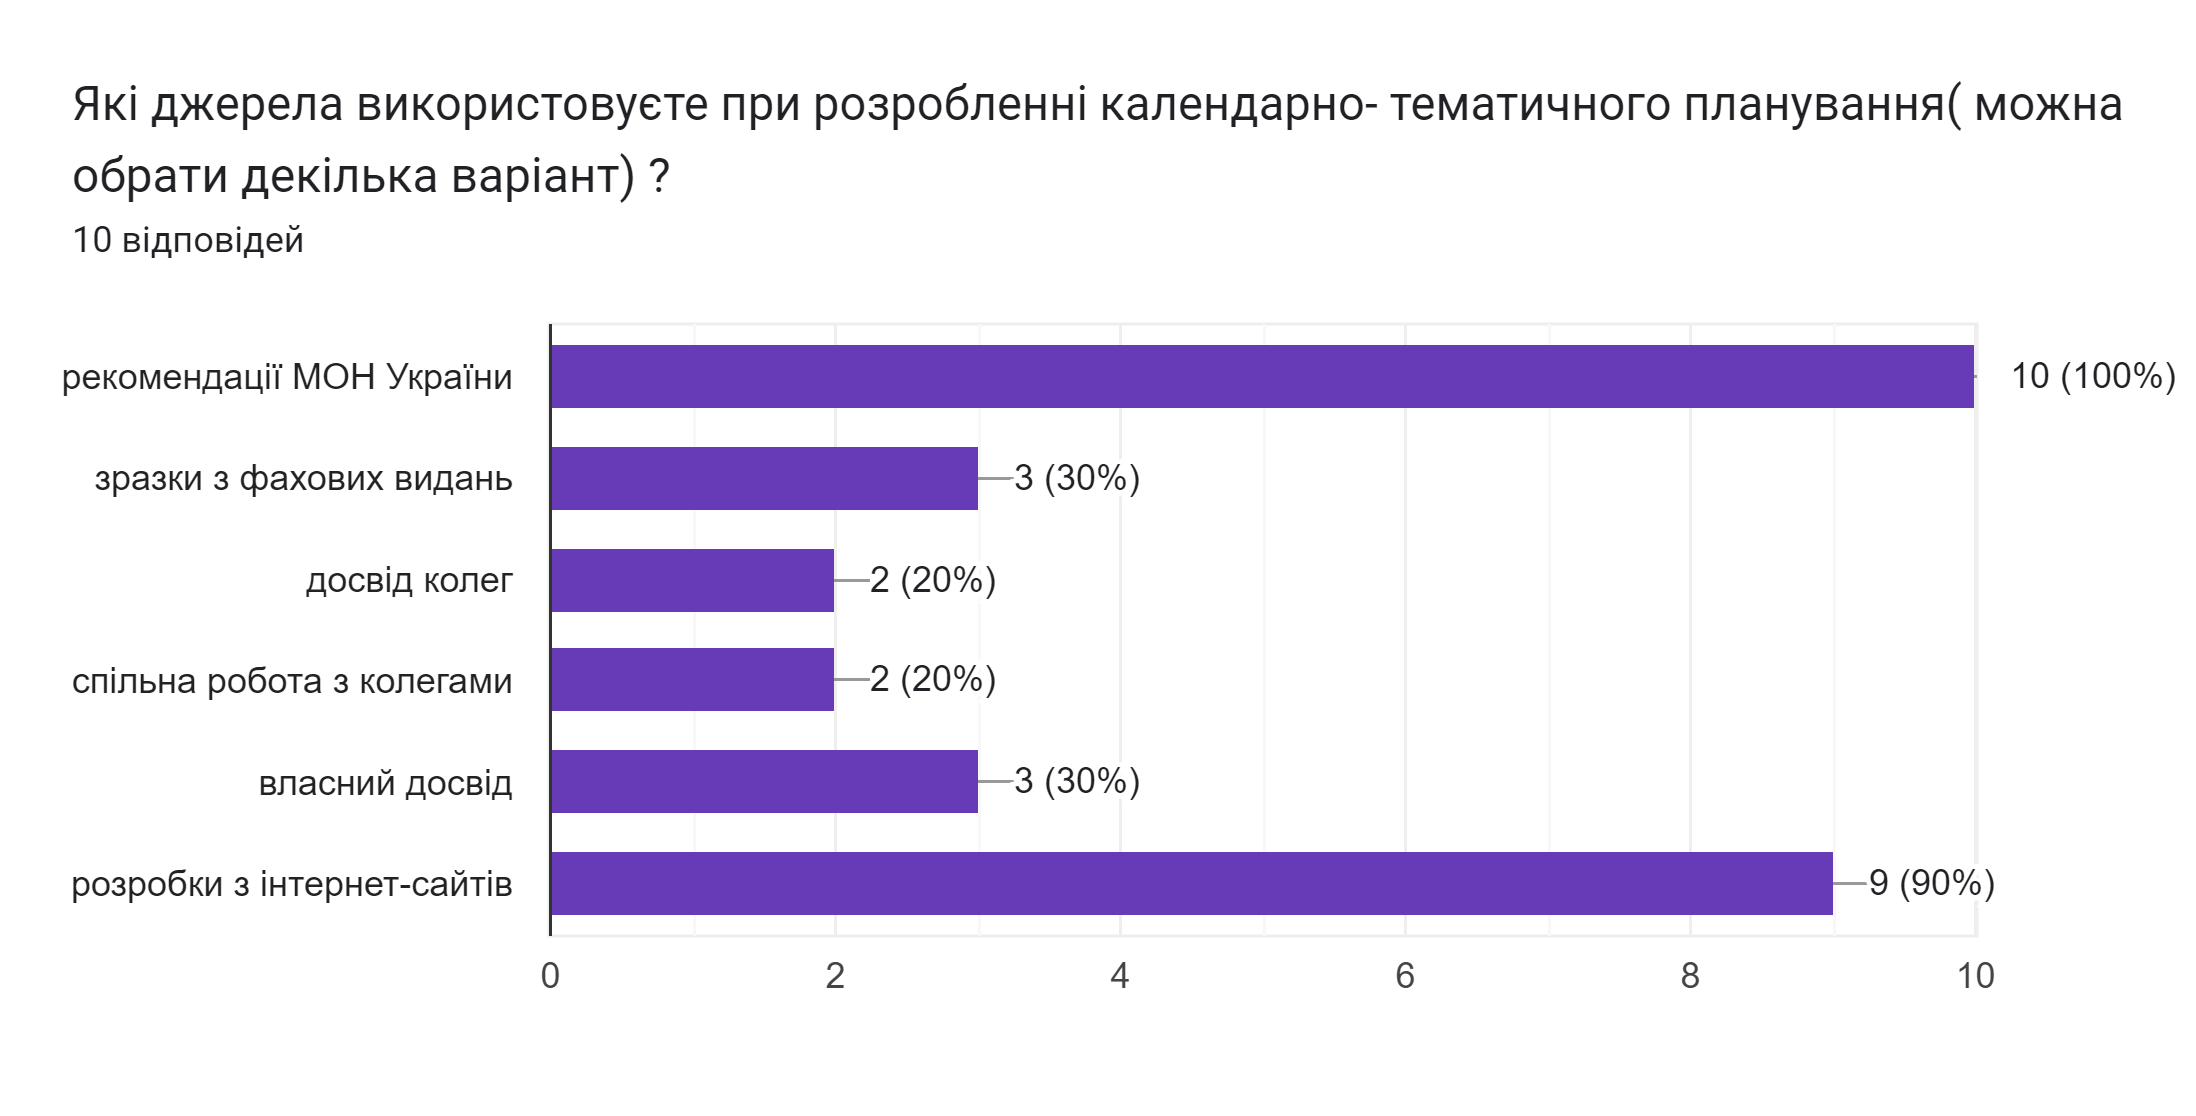 Які джерела використовуєте при розробленні календарно- тематичного планування( можна
обрати декілька варіант) ?
10 відповідей
рекомендації МОН України
10 (100%)
зразки з фахових видань
3 (30%)
досвід колег
2 (20%)
спільна робота з колегами
2 (20%)
власний досвід
3 (30%)
розробки з інтернет-сайтів
9 (90%)
0 2 4 6 8 10